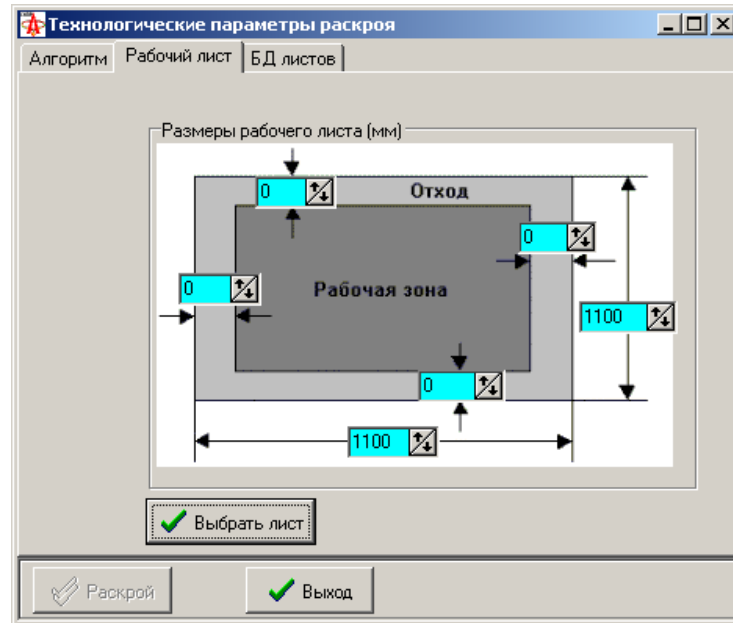 Технологические параметры раскроя
Алгоритм Рабочий лист БД листов
Размеры рабочего листа (мм)
0 Отход
0
0 Рабочая зона
1100
0
1100
Выбрать лист
Раскрой Выход